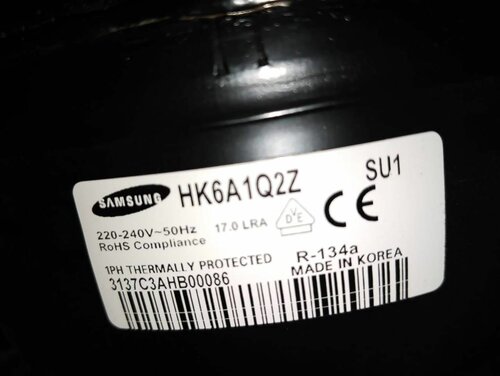 SAMSUNG HK6A1Q2Z SU1
220-240V~50Hz 17.0 LRA VDE CE
RoHS Compliance
1PH THERMALLY PROTECTED R-134a
3137C3AHB00086 MADE IN KOREA